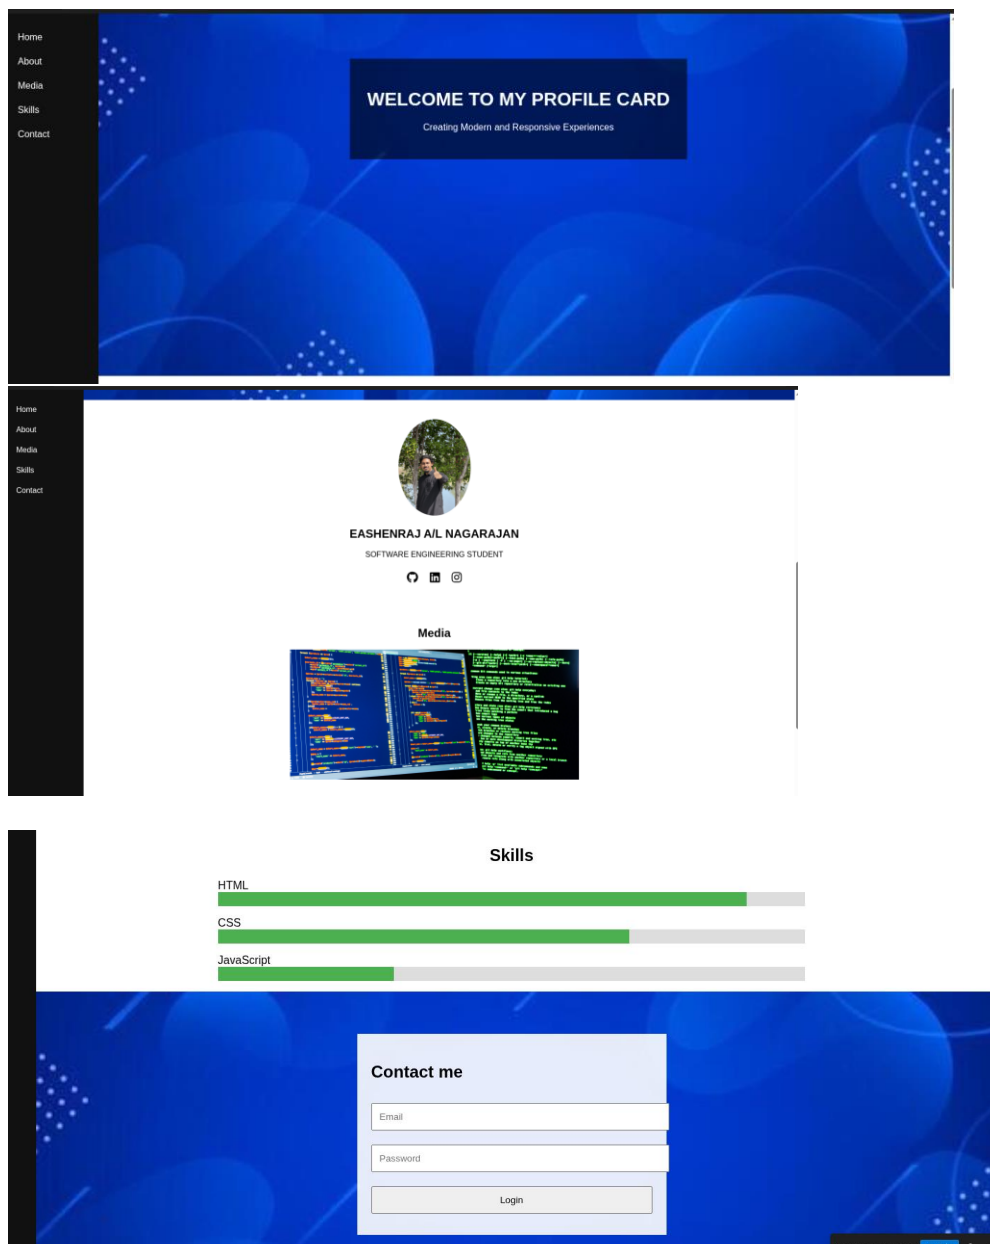 Home
About
Media
Skills
Contact
WELCOME TO MY PROFILE CARD
Creating Modern and Responsive Experiences
Home
About
Media
Skills
Contact
EASHENRAJ A/L NAGARAJAN
SOFTWARE ENGINEERING STUDENT
Media
Skills
HTML
CSS
JavaScript
Contact me
Email
Password
Login